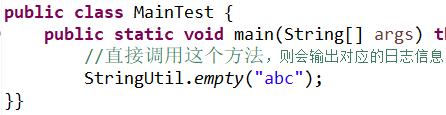 public class MainTest {
public static void main(String[] args) th
//直接调用这个方法，则会输出对应的日志信息
StringUtil.empty("abc");
}}